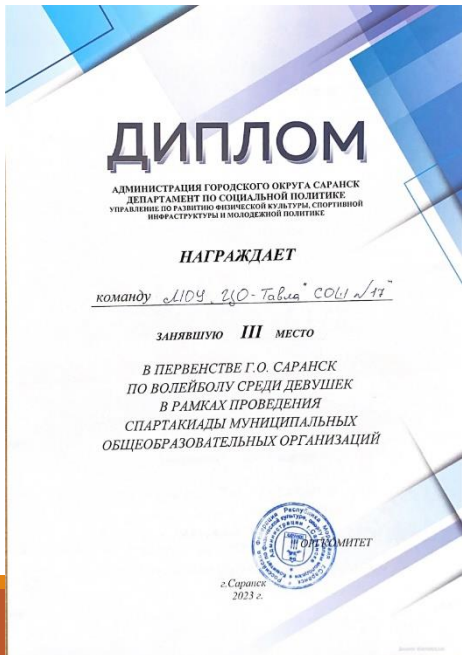 ДИПЛОМ
АДМИНИСТРАЦИЯ ГОРОДСКОГО ОКРУГА САРАНСК
ДЕПАРТАМЕНТ ПО СОЦИАЛЬНОЙ ПОЛИТИКЕ
УПРАВЛЕНИЕ ПО РАЗВИТИЮ ФИЗИЧЕСКОЙ КУЛЬТУРЫ, СПОРТИВНОЙ
ИНФРАСТРУКТУРЫ И МОЛОДЕЖНОЙ ПОЛИТИКЕ
НАГРАЖДАЕТ
команду МОУ "ЦО-Тавла" СОШ №17"
ЗАНЯВШУЮ III МЕСТО
В ПЕРВЕНСТВЕ Г.О. САРАНСК
ПО ВОЛЕЙБОЛУ СРЕДИ ДЕВУШЕК
В РАМКАХ ПРОВЕДЕНИЯ
СПАРТАКИАДЫ МУНИЦИПАЛЬНЫХ
ОБЩЕОБРАЗОВАТЕЛЬНЫХ ОРГАНИЗАЦИЙ
ОРГКОМИТЕТ
г.Саранск
2023 г.